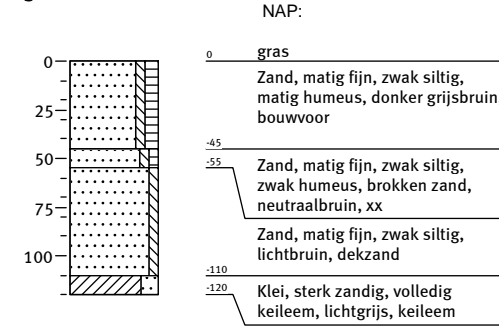 NAP:
0
25
50
75
100
0
gras
Zand, matig fijn, zwak siltig,
matig humeus, donker grijsbruin
bouwvoor
-45
-55
Zand, matig fijn, zwak siltig,
zwak humeus, brokken zand,
neutraalbruin, xx
Zand, matig fijn, zwak siltig,
lichtbruin, dekzand
-110
-120
Klei, sterk zandig, volledig
keileem, lichtgrijs, keileem